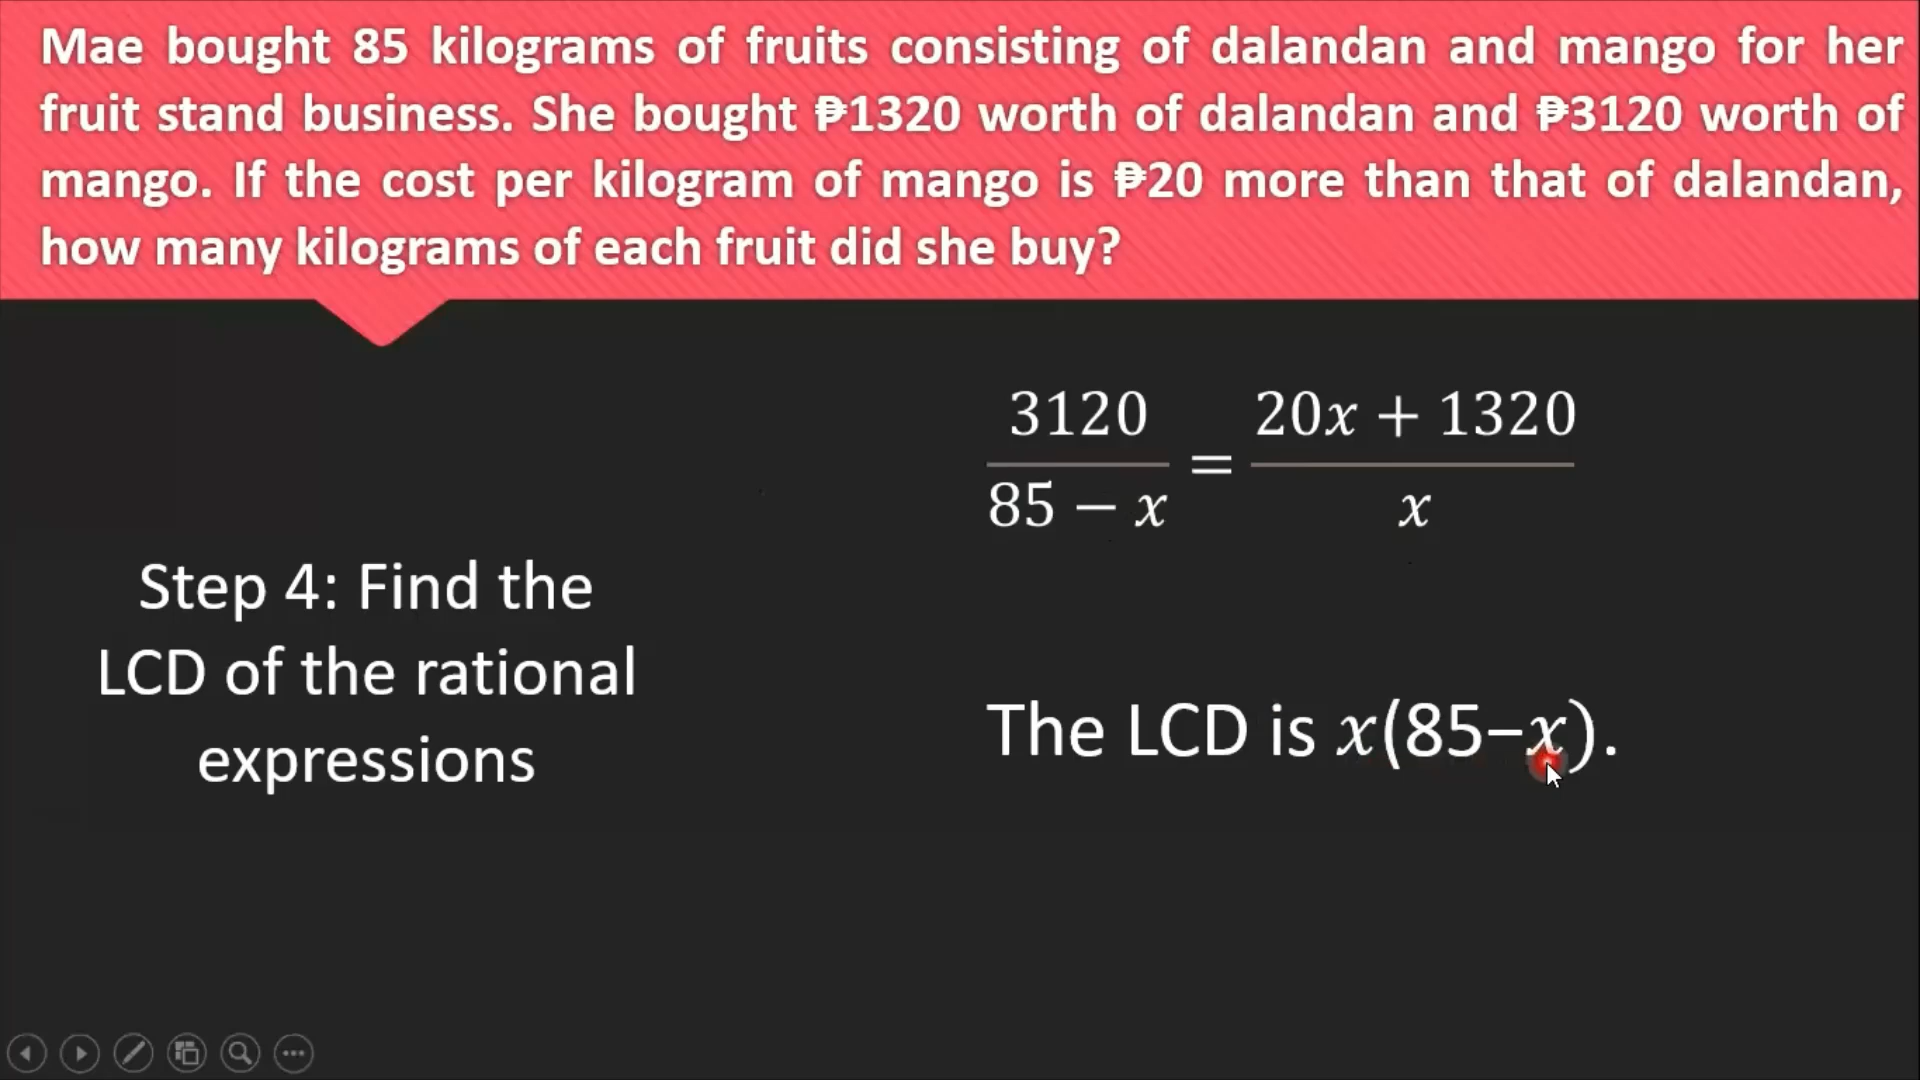 Mae bought 85 kilograms of fruits consisting of dalandan and mango for her
fruit stand business. She bought ₱1320 worth of dalandan and ₱3120 worth of
mango. If the cost per kilogram of mango is ₱20 more than that of dalandan,
how many kilograms of each fruit did she buy?
3120/(85 − x) = (20x + 1320)/x
Step 4: Find the
LCD of the rational
expressions
The LCD is x(85−x).